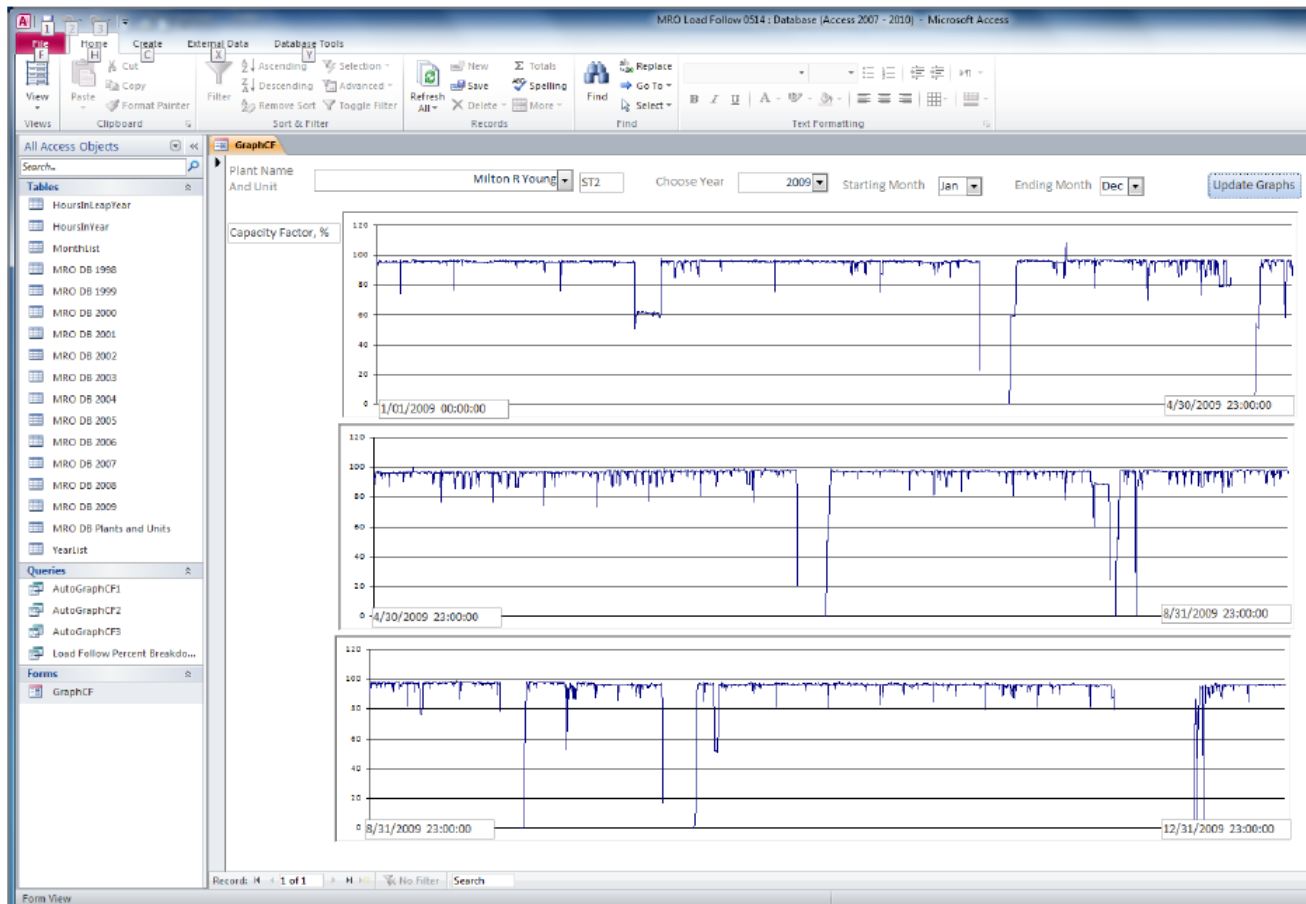 MRO Load Follow 0514 : Database (Access 2007 - 2010) - Microsoft Access
A 1 2 3
File Home Create External Data Database Tools
F H C X Y
View Paste Cut Copy Format Painter
Views Clipboard
Filter Ascending Descending Remove Sort Selection Advanced Toggle Filter
Sort & Filter
Refresh All New Save Delete Totals Spelling More
Records
Find Replace Go To Select
Find
B I U A
Text Formatting
All Access Objects
Search..
Tables
HoursInLeapYear
HoursInYear
MonthList
MRO DB 1998
MRO DB 1999
MRO DB 2000
MRO DB 2001
MRO DB 2002
MRO DB 2003
MRO DB 2004
MRO DB 2005
MRO DB 2006
MRO DB 2007
MRO DB 2008
MRO DB 2009
MRO DB Plants and Units
YearList
Queries
AutoGraphCF1
AutoGraphCF2
AutoGraphCF3
Load Follow Percent Breakdo...
Forms
GraphCF
GraphCF
Plant Name And Unit
Milton R Young ST2
Choose Year 2009
Starting Month Jan
Ending Month Dec
Update Graphs
Capacity Factor, %
120
100
80
60
40
20
0
1/01/2009 00:00:00
4/30/2009 23:00:00
120
100
80
60
40
20
0
4/30/2009 23:00:00
8/31/2009 23:00:00
120
100
80
60
40
20
0
8/31/2009 23:00:00
12/31/2009 23:00:00
Record: 1 of 1 No Filter Search
Form View